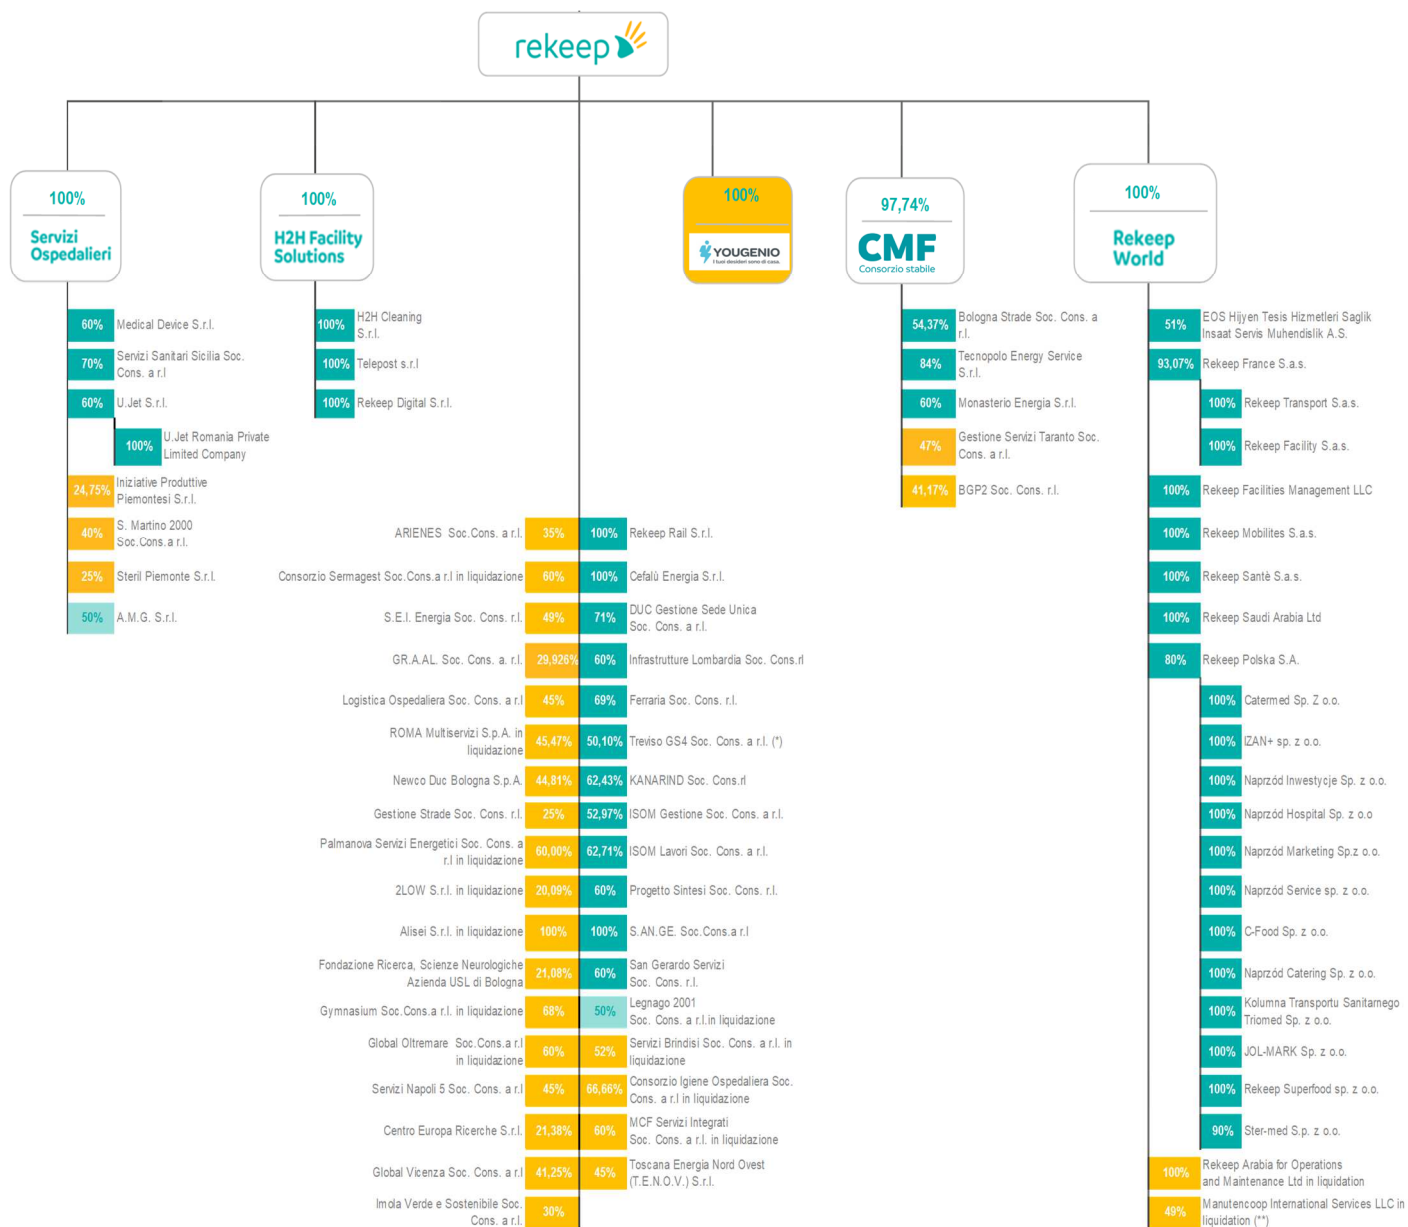 rekeep
100%
Servizi
Ospedalieri
60%
Medical Device S.r.l.
70%
Servizi Sanitari Sicilia Soc.
Cons. a r.l
60%
U.Jet S.r.l.
100%
U.Jet Romania Private
Limited Company
24,75%
Iniziative Produttive
Piemontesi S.r.l.
40%
S. Martino 2000
Soc.Cons.a r.l.
25%
Steril Piemonte S.r.l.
50%
A.M.G. S.r.l.
100%
H2H Facility
Solutions
100%
H2H Cleaning
S.r.l.
100%
Telepost s.r.l
100%
Rekeep Digital S.r.l.
ARIENES Soc.Cons. a r.l.
35%
Consorzio Sermagest Soc.Cons.a r.l in liquidazione
60%
S.E.I. Energia Soc. Cons. r.l.
49%
GR.A.AL. Soc. Cons. a. r.l.
29,926%
Logistica Ospedaliera Soc. Cons. a r.l
45%
ROMA Multiservizi S.p.A. in
liquidazione
45,47%
Newco Duc Bologna S.p.A.
44,81%
Gestione Strade Soc. Cons. r.l.
25%
Palmanova Servizi Energetici Soc. Cons. a
r.l in liquidazione
60,00%
2LOW S.r.l. in liquidazione
20,09%
Alisei S.r.l. in liquidazione
100%
Fondazione Ricerca, Scienze Neurologiche
Azienda USL di Bologna
21,08%
Gymnasium Soc.Cons.a r.l. in liquidazione
68%
Global Oltremare Soc.Cons.a r.l
in liquidazione
60%
Servizi Napoli 5 Soc. Cons. a r.l
45%
Centro Europa Ricerche S.r.l.
21,38%
Global Vicenza Soc. Cons. a r.l
41,25%
Imola Verde e Sostenibile Soc.
Cons. a r.l.
30%
100%
Rekeep Rail S.r.l.
100%
Cefalù Energia S.r.l.
71%
DUC Gestione Sede Unica
Soc. Cons. a r.l.
60%
Infrastrutture Lombardia Soc. Cons.rl
69%
Ferraria Soc. Cons. r.l.
50,10%
Treviso GS4 Soc. Cons. a r.l. (*)
62,43%
KANARIND Soc. Cons.rl
52,97%
ISOM Gestione Soc. Cons. a r.l.
62,71%
ISOM Lavori Soc. Cons. a r.l.
60%
Progetto Sintesi Soc. Cons. r.l.
100%
S.AN.GE. Soc.Cons.a r.l
60%
San Gerardo Servizi
Soc. Cons. r.l.
50%
Legnago 2001
Soc. Cons. a r.l.in liquidazione
52%
Servizi Brindisi Soc. Cons. a r.l. in
liquidazione
66,66%
Consorzio Igiene Ospedaliera Soc.
Cons. a r.l in liquidazione
60%
MCF Servizi Integrati
Soc. Cons. a r.l. in liquidazione
45%
Toscana Energia Nord Ovest
(T.E.N.O.V.) S.r.l.
100%
YOUGENIO
I tuoi desideri sono di casa.
97,74%
CMF
Consorzio stabile
54,37%
Bologna Strade Soc. Cons. a
r.l.
84%
Tecnopolo Energy Service
S.r.l.
60%
Monasterio Energia S.r.l.
47%
Gestione Servizi Taranto Soc.
Cons. a r.l.
41,17%
BGP2 Soc. Cons. r.l.
100%
Rekeep
World
51%
EOS Hijyen Tesis Hizmetleri Saglik
Insaat Servis Muhendislik A.S.
93,07%
Rekeep France S.a.s.
100%
Rekeep Transport S.a.s.
100%
Rekeep Facility S.a.s.
100%
Rekeep Facilities Management LLC
100%
Rekeep Mobilites S.a.s.
100%
Rekeep Santè S.a.s.
100%
Rekeep Saudi Arabia Ltd
80%
Rekeep Polska S.A.
100%
Catermed Sp. Z o.o.
100%
IZAN+ sp. z o.o.
100%
Naprzód Inwestycje Sp. z o.o.
100%
Naprzód Hospital Sp. z o.o
100%
Naprzód Marketing Sp.z o.o.
100%
Naprzód Service sp. z o.o.
100%
C-Food Sp. z o.o.
100%
Naprzód Catering Sp. z o.o.
100%
Kolumna Transportu Sanitarnego
Triomed Sp. z o.o.
100%
JOL-MARK Sp. z o.o.
100%
Rekeep Superfood sp. z o.o.
90%
Ster-med S.p. z o.o.
100%
Rekeep Arabia for Operations
and Maintenance Ltd in liquidation
49%
Manutencoop International Services LLC in
liquidation (**)